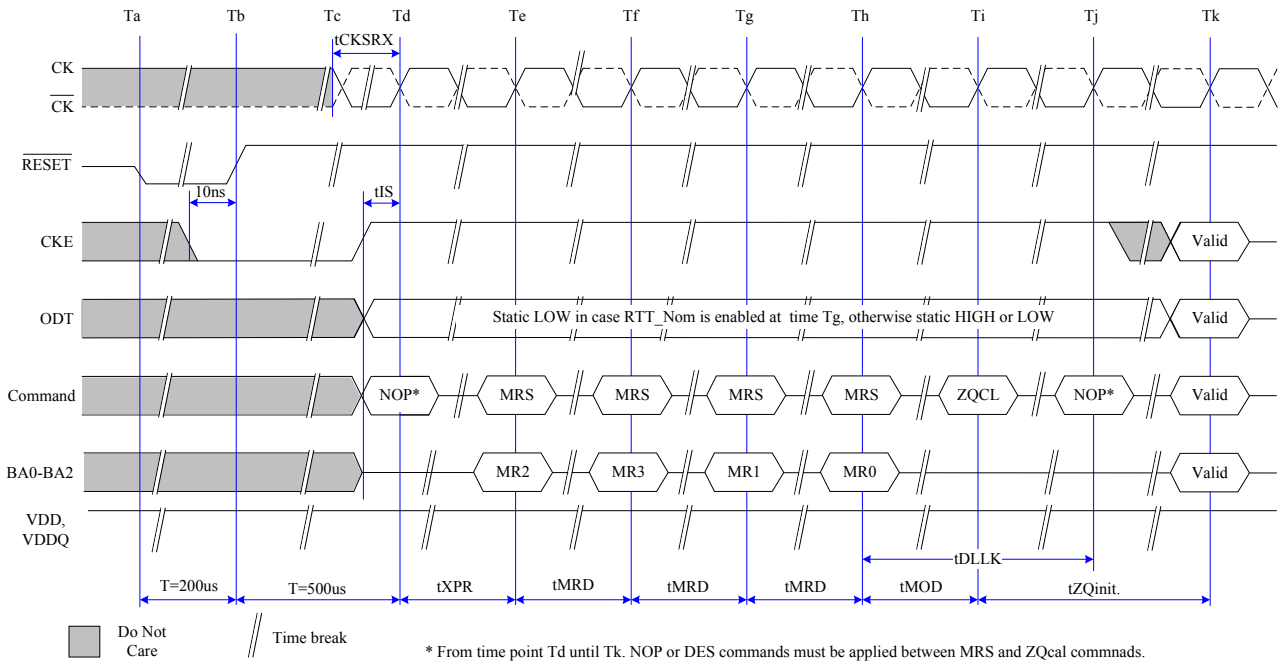 Ta Tb Tc Td Te Tf Tg Th Ti Tj Tk
tCKSRX
CK
CK
RESET
10ns
tIS
CKE
Valid
ODT
Static LOW in case RTT_Nom is enabled at time Tg, otherwise static HIGH or LOW
Valid
Command
NOP* MRS MRS MRS MRS ZQCL NOP* Valid
BA0-BA2
MR2 MR3 MR1 MR0 Valid
VDD,
VDDQ
tDLLK
T=200us T=500us tXPR tMRD tMRD tMRD tMOD tZQinit.
Do Not
Care
Time break
* From time point Td until Tk. NOP or DES commands must be applied between MRS and ZQcal commnads.